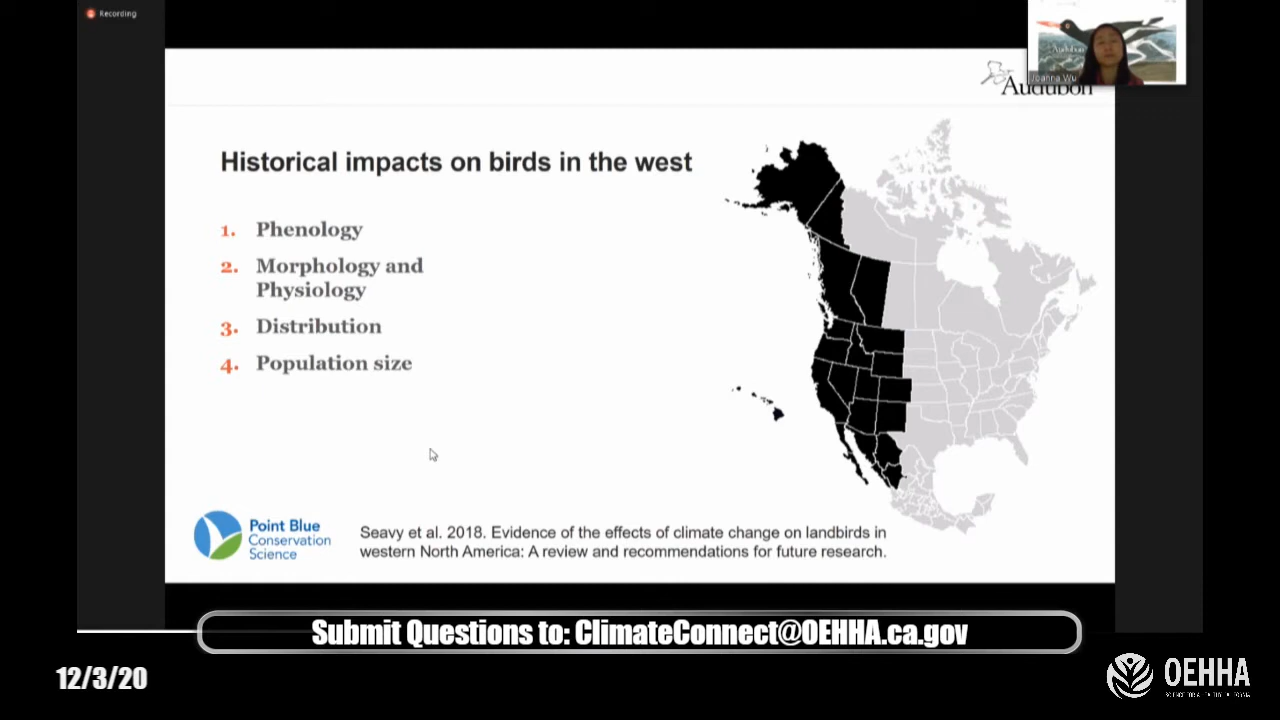 Recording
Audubon
Joanna Wu
Audubon
Historical impacts on birds in the west
1. Phenology
2. Morphology and
Physiology
3. Distribution
4. Population size
Point Blue
Conservation
Science
Seavy et al. 2018. Evidence of the effects of climate change on landbirds in
western North America: A review and recommendations for future research.
Submit Questions to: ClimateConnect@OEHHA.ca.gov
12/3/20
OEHHA